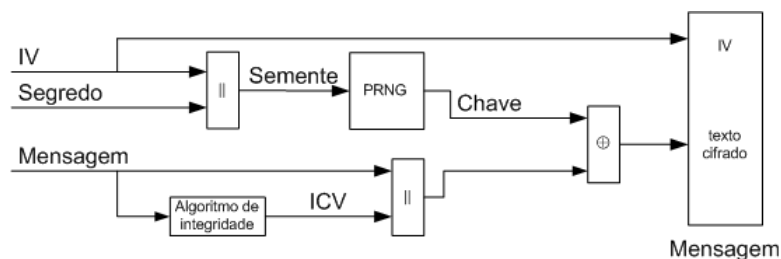 IV
Segredo
||
Semente
PRNG
Chave
⊕
IV
texto
cifrado
Mensagem
Mensagem
Algoritmo de
integridade
ICV
||